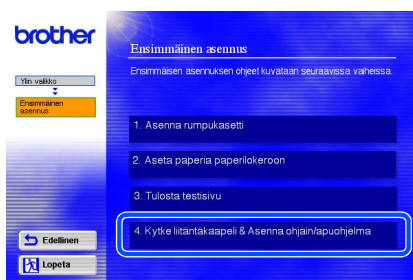 brother
Ensimmäinen asennus
Ensimmäisen asennuksen ohjeet kuvataan seuraavissa vaiheissa.
Ylin valikko
Ensimmäinen
asennus
1. Asenna rumpukasetti
2. Aseta paperia paperilokeroon
3. Tulosta testisivu
4. Kytke liitäntäkaapeli & Asenna ohjain/apuohjelma
Edellinen
Lopeta